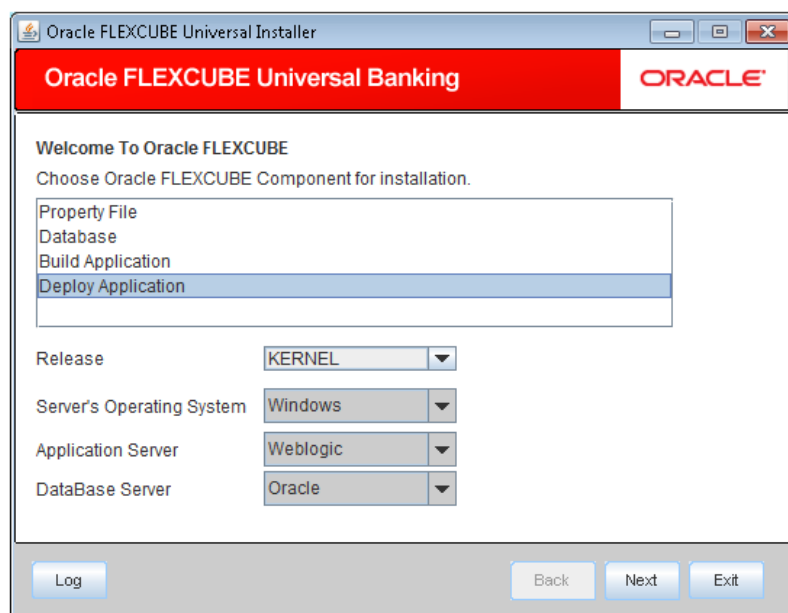 Oracle FLEXCUBE Universal Installer
Oracle FLEXCUBE Universal Banking
ORACLE®
Welcome To Oracle FLEXCUBE
Choose Oracle FLEXCUBE Component for installation.
Property File
Database
Build Application
Deploy Application
Release KERNEL
Server's Operating System Windows
Application Server Weblogic
DataBase Server Oracle
Log Back Next Exit